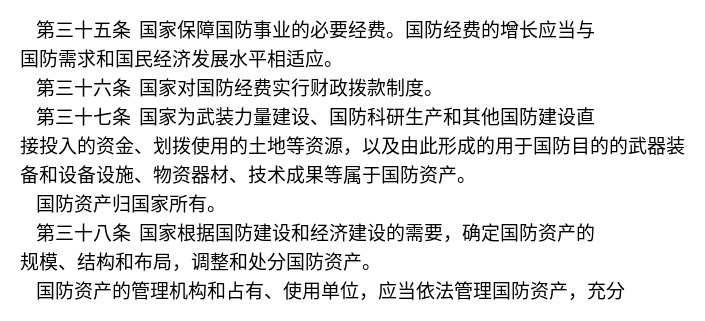 第三十五条 国家保障国防事业的必要经费。国防经费的增长应当与
国防需求和国民经济发展水平相适应。
第三十六条 国家对国防经费实行财政拨款制度。
第三十七条 国家为武装力量建设、国防科研生产和其他国防建设直
接投入的资金、划拨使用的土地等资源，以及由此形成的用于国防目的的武器装
备和设备设施、物资器材、技术成果等属于国防资产。
国防资产归国家所有。
第三十八条 国家根据国防建设和经济建设的需要，确定国防资产的
规模、结构和布局，调整和处分国防资产。
国防资产的管理机构和占有、使用单位，应当依法管理国防资产，充分